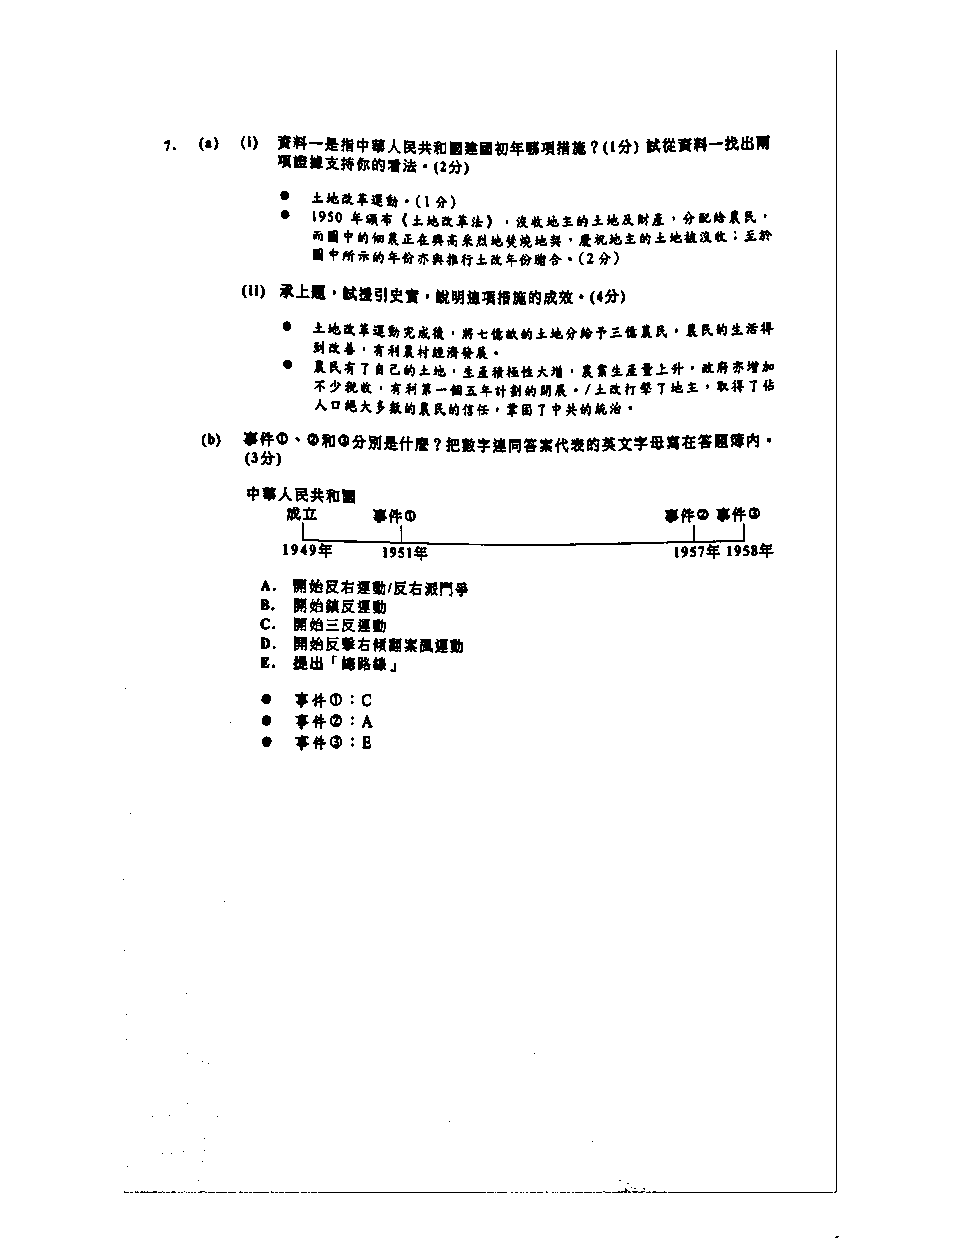 7. (a) (i) 資料一是指中華人民共和國建國初年哪項措施？(1分) 試從資料一找出兩
項證據支持你的看法。(2分)
● 土地改革運動。(1分)
● 1950 年頒布《土地改革法》，沒收地主的土地及財產，分配給農民，
而圖中的佃農正在興高采烈地焚燒地契，慶祝地主的土地被沒收；至於
圖中所示的年份亦與推行土改年份脗合。(2分)
(ii) 承上題，試援引史實，說明這項措施的成效。(4分)
● 土地改革運動完成後，將七億畝的土地分給予三億農民，農民的生活得
到改善，有利農村經濟發展。
● 農民有了自己的土地，生產積極性大增，農業生產量上升，政府亦增加
不少稅收，有利第一個五年計劃的開展。/土改打擊了地主，取得了佔
人口絕大多數的農民的信任，鞏固了中共的統治。
(b) 事件①、②和③分別是什麼？把數字連同答案代表的英文字母寫在答題簿內。
(3分)
中華人民共和國
成立 事件① 事件② 事件③
1949年 1951年 1957年 1958年
A. 開始反右運動/反右派鬥爭
B. 開始鎮反運動
C. 開始三反運動
D. 開始反擊右傾翻案風運動
E. 提出「總路線」
● 事件①：C
● 事件②：A
● 事件③：E